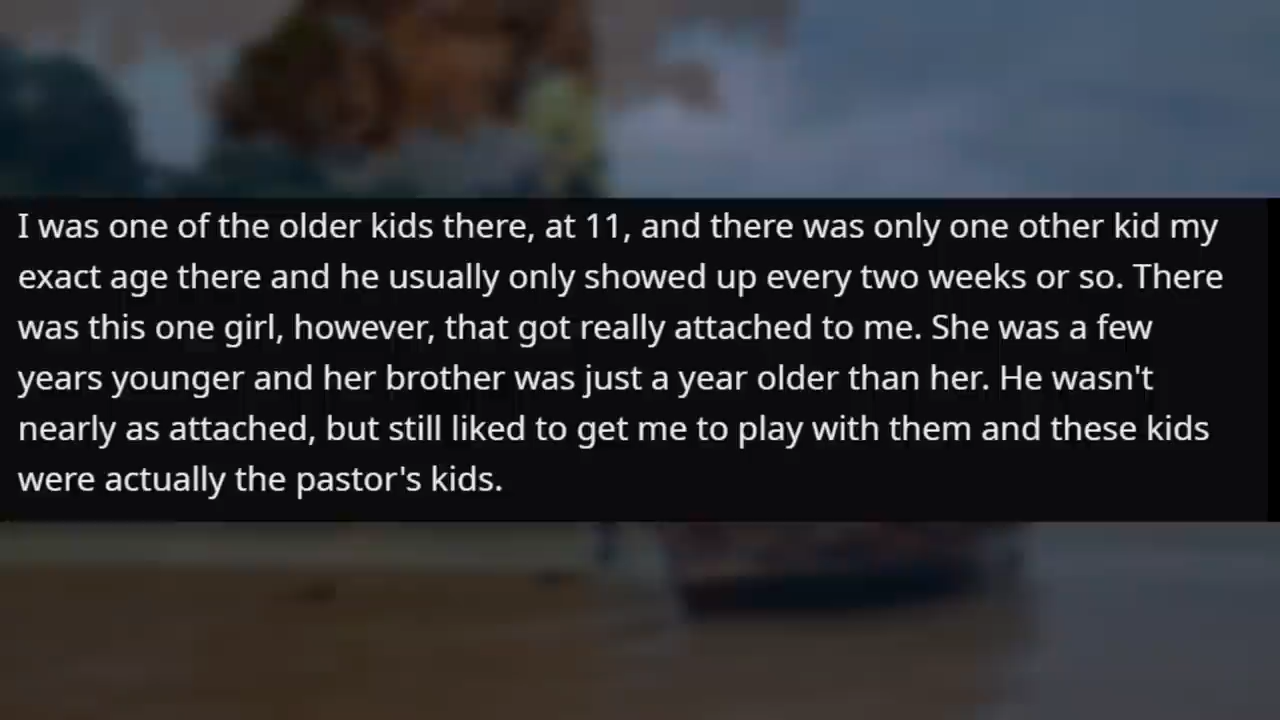 I was one of the older kids there, at 11, and there was only one other kid my
exact age there and he usually only showed up every two weeks or so. There
was this one girl, however, that got really attached to me. She was a few
years younger and her brother was just a year older than her. He wasn't
nearly as attached, but still liked to get me to play with them and these kids
were actually the pastor's kids.